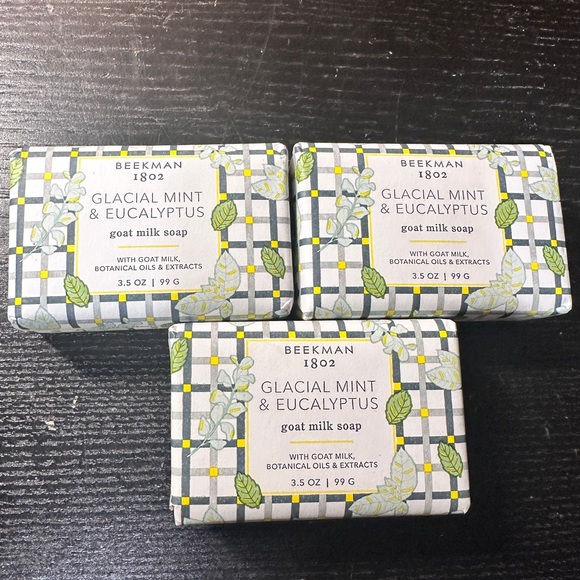 BEEKMAN
1802
GLACIAL MINT
& EUCALYPTUS
goat milk soap
WITH GOAT MILK,
BOTANICAL OILS & EXTRACTS
3.5 OZ | 99 G
BEEKMAN
1802
GLACIAL MINT
& EUCALYPTUS
goat milk soap
WITH GOAT MILK,
BOTANICAL OILS & EXTRACTS
3.5 OZ | 99 G
BEEKMAN
1802
GLACIAL MINT
& EUCALYPTUS
goat milk soap
WITH GOAT MILK,
BOTANICAL OILS & EXTRACTS
3.5 OZ | 99 G